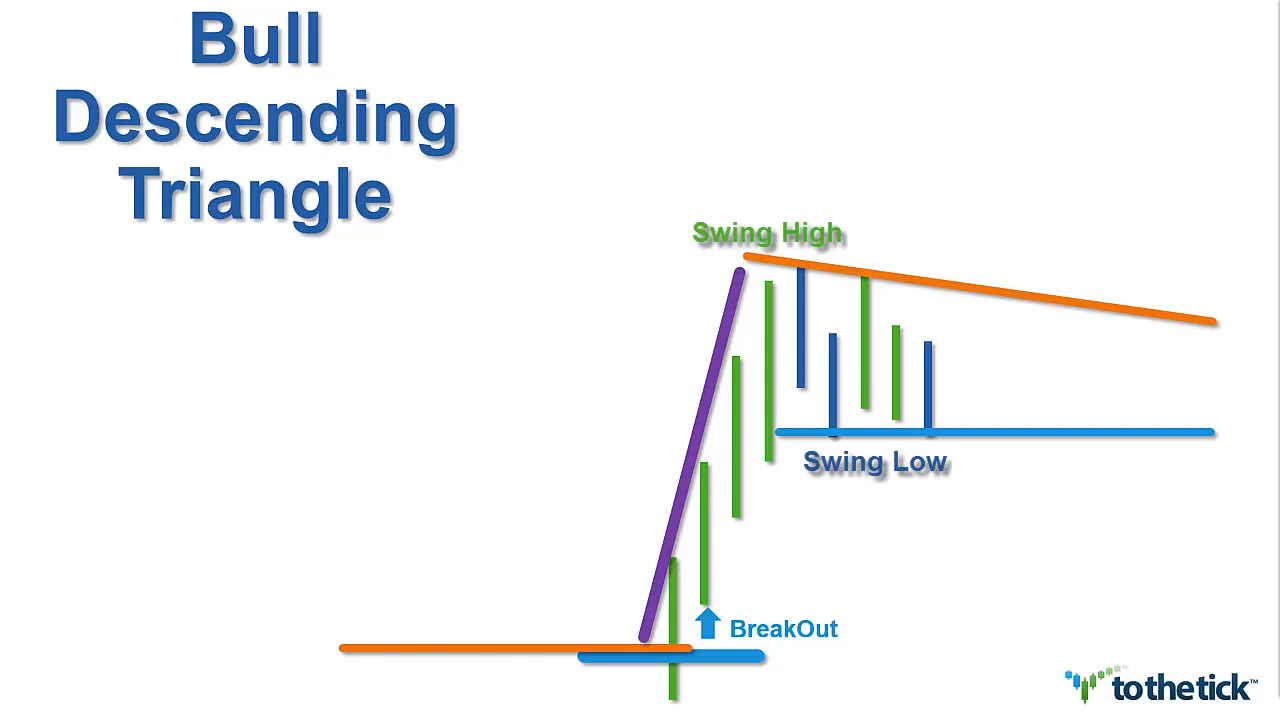 Bull
Descending
Triangle
Swing High
Swing Low
BreakOut
tothetick™